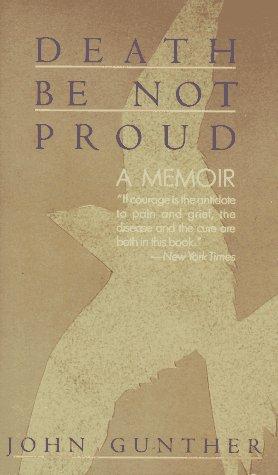 DEATH
BE NOT
PROUD
A MEMOIR
"If courage is the antidote
to pain and grief, the
disease and the cure are
both in this book."
—New York Times
JOHN GUNTHER